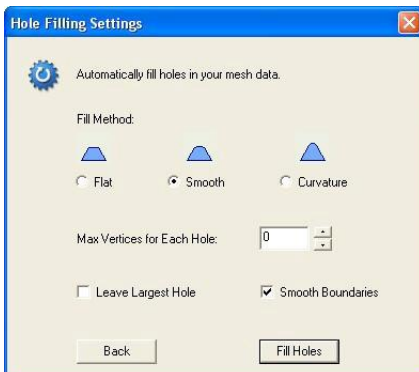 Hole Filling Settings
Automatically fill holes in your mesh data.
Fill Method:
Flat Smooth Curvature
Max Vertices for Each Hole: 0
Leave Largest Hole Smooth Boundaries
Back Fill Holes